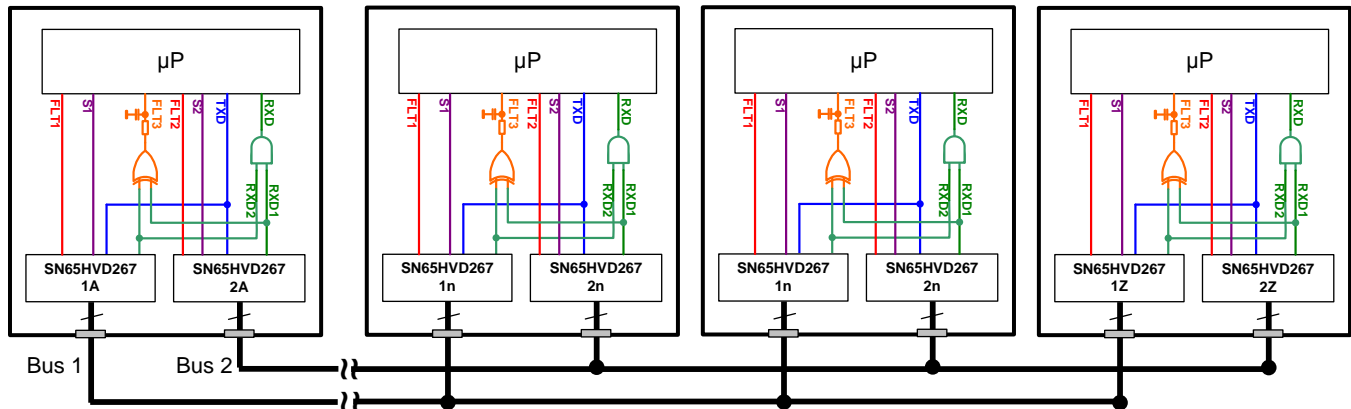 µP
FLT1
S1
FLT3
FLT2
S2
TXD
RXD
RXD2
RXD1
SN65HVD267
1A
SN65HVD267
2A
µP
FLT1
S1
FLT3
FLT2
S2
TXD
RXD
RXD2
RXD1
SN65HVD267
1n
SN65HVD267
2n
µP
FLT1
S1
FLT3
FLT2
S2
TXD
RXD
RXD2
RXD1
SN65HVD267
1n
SN65HVD267
2n
µP
FLT1
S1
FLT3
FLT2
S2
TXD
RXD
RXD2
RXD1
SN65HVD267
1Z
SN65HVD267
2Z
Bus 1
Bus 2